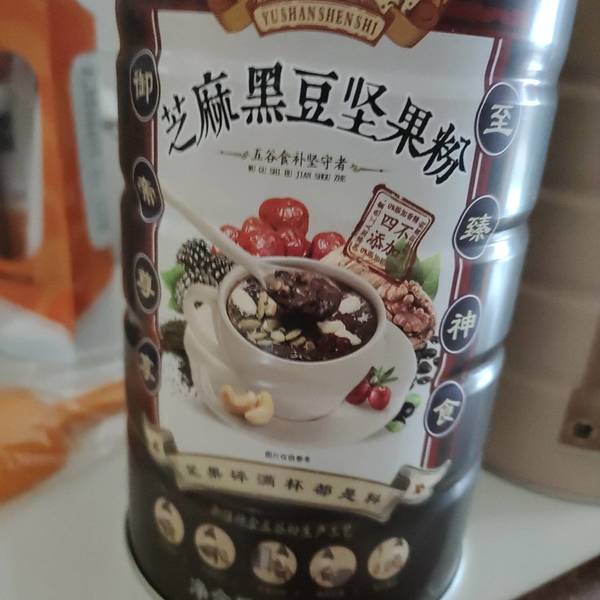 YUSHANSHENSHI
芝麻黑豆坚果粉
五谷食补坚守者
WU GU SHI BU JIAN SHOU ZHE
御
尊
享
至臻神食
四不添加
图片仅供参考
坚果碎满杯都是料